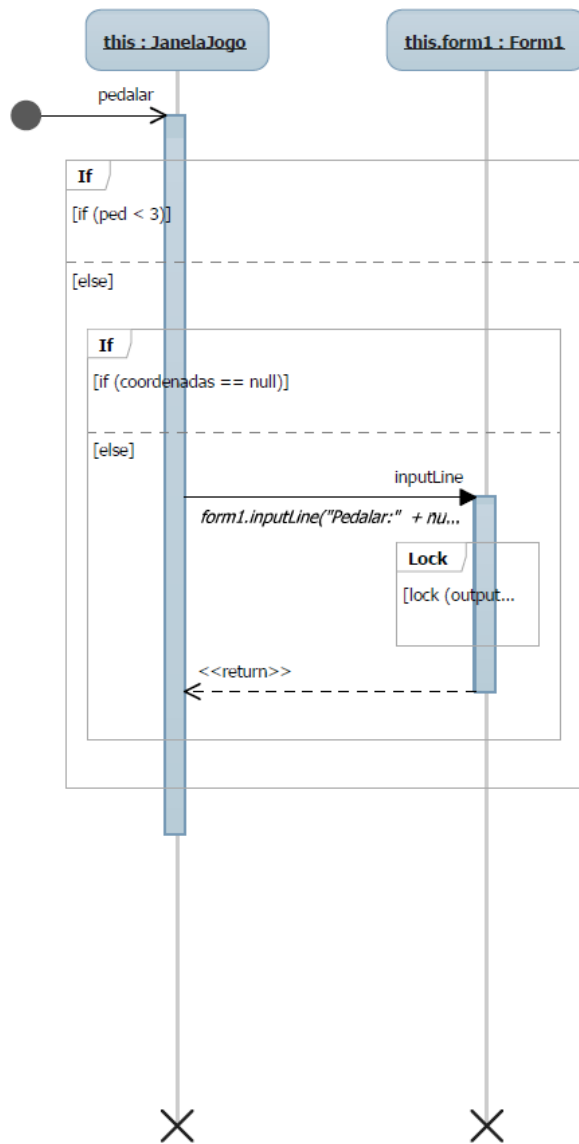 this : JanelaJogo
this.form1 : Form1
pedalar
If
[if (ped < 3)]
[else]
If
[if (coordenadas == null)]
[else]
inputLine
form1.inputLine("Pedalar:" + nu...
Lock
[lock (output...
<<return>>